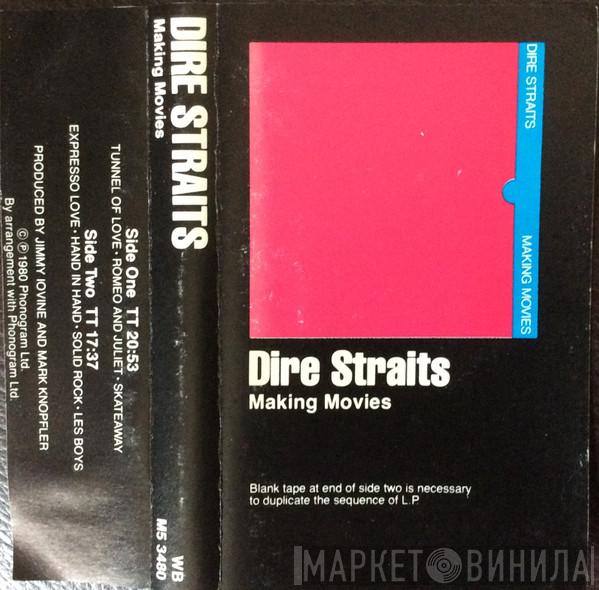 DIRE STRAITS
Making Movies
Side One TT 20:53
TUNNEL OF LOVE · ROMEO AND JULIET · SKATEAWAY
Side Two TT 17:37
EXPRESSO LOVE · HAND IN HAND · SOLID ROCK · LES BOYS
PRODUCED BY JIMMY IOVINE AND MARK KNOPFLER
©℗1980 Phonogram Ltd.
By arrangement with Phonogram Ltd.
WB
M5 3480
DIRE STRAITS
MAKING MOVIES
Dire Straits
Making Movies
Blank tape at end of side two is necessary
to duplicate the sequence of L.P.
МАРКЕТ ВИНИЛА